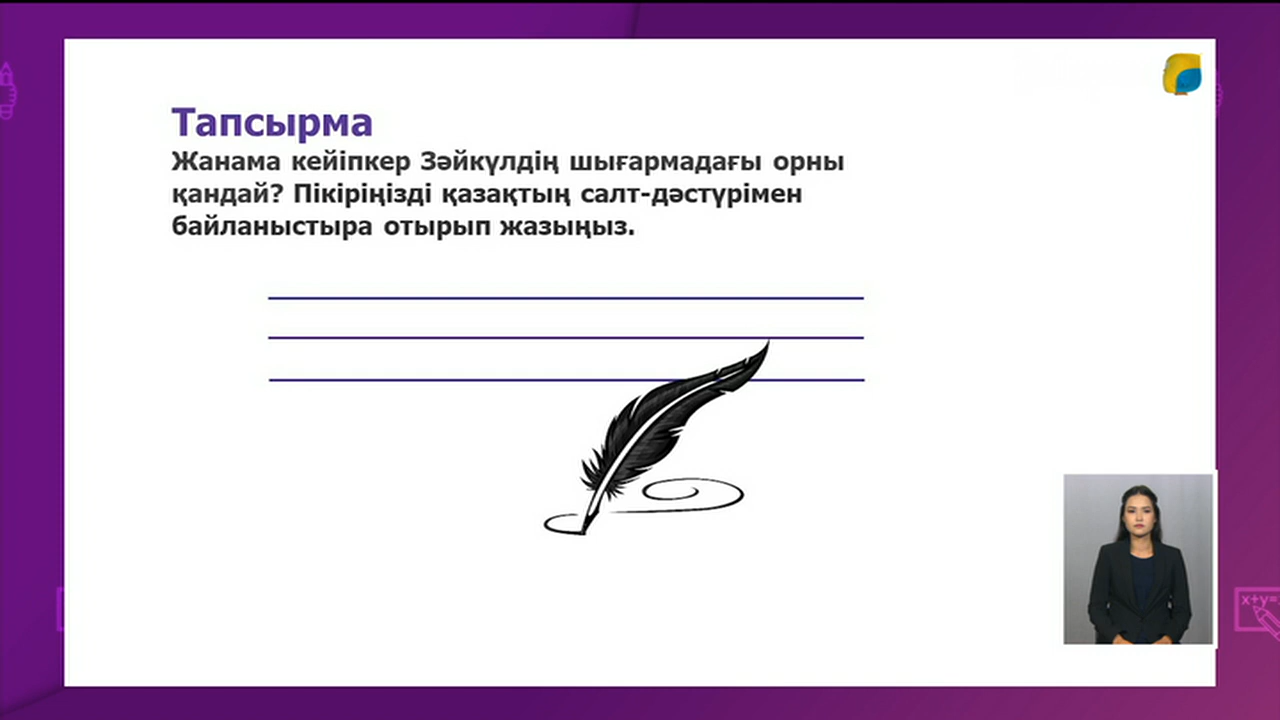 Тапсырма
Жанама кейіпкер Зәйкүлдің шығармадағы орны
қандай? Пікіріңізді қазақтың салт-дәстүрімен
байланыстыра отырып жазыңыз.
x+y=